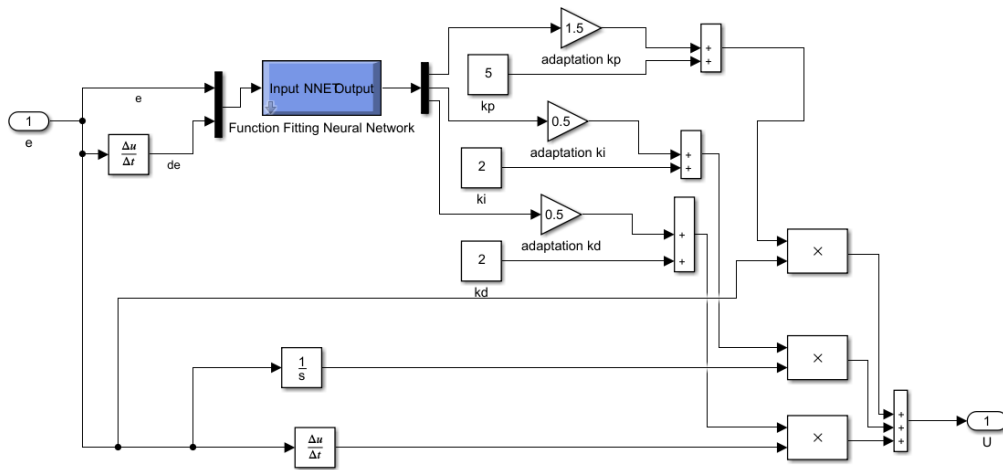 1.5
adaptation kp
+
+
5
kp
e
Input NNET Output
Function Fitting Neural Network
1
e
Δu
Δt
de
0.5
adaptation ki
+
+
2
ki
0.5
adaptation kd
+
+
2
kd
×
1
s
×
Δu
Δt
×
+
+
+
1
U